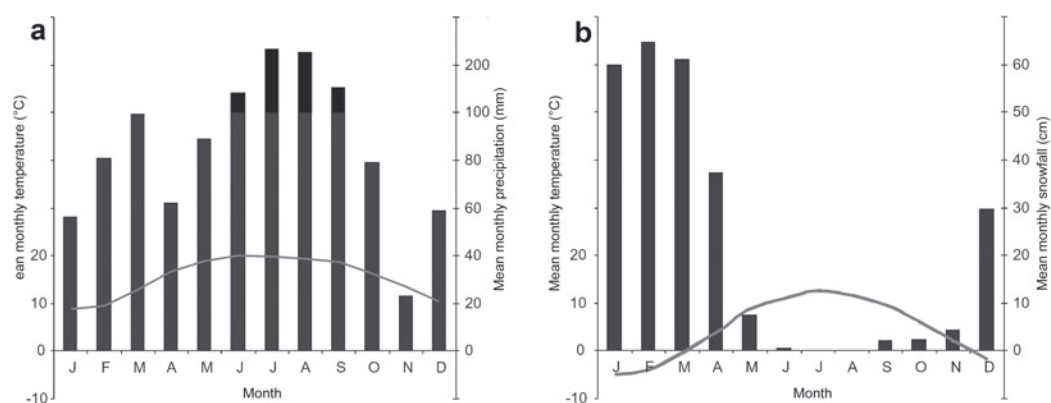 a
ean monthly temperature (°C)
20
10
0
-10
J F M A M J J A S O N D
Month
200
100
80
60
40
20
0
Mean monthly precipitation (mm)
b
Mean monthly temperature (°C)
20
10
0
-10
J F M A M J J A S O N D
Month
60
50
40
30
20
10
0
Mean monthly snowfall (cm)